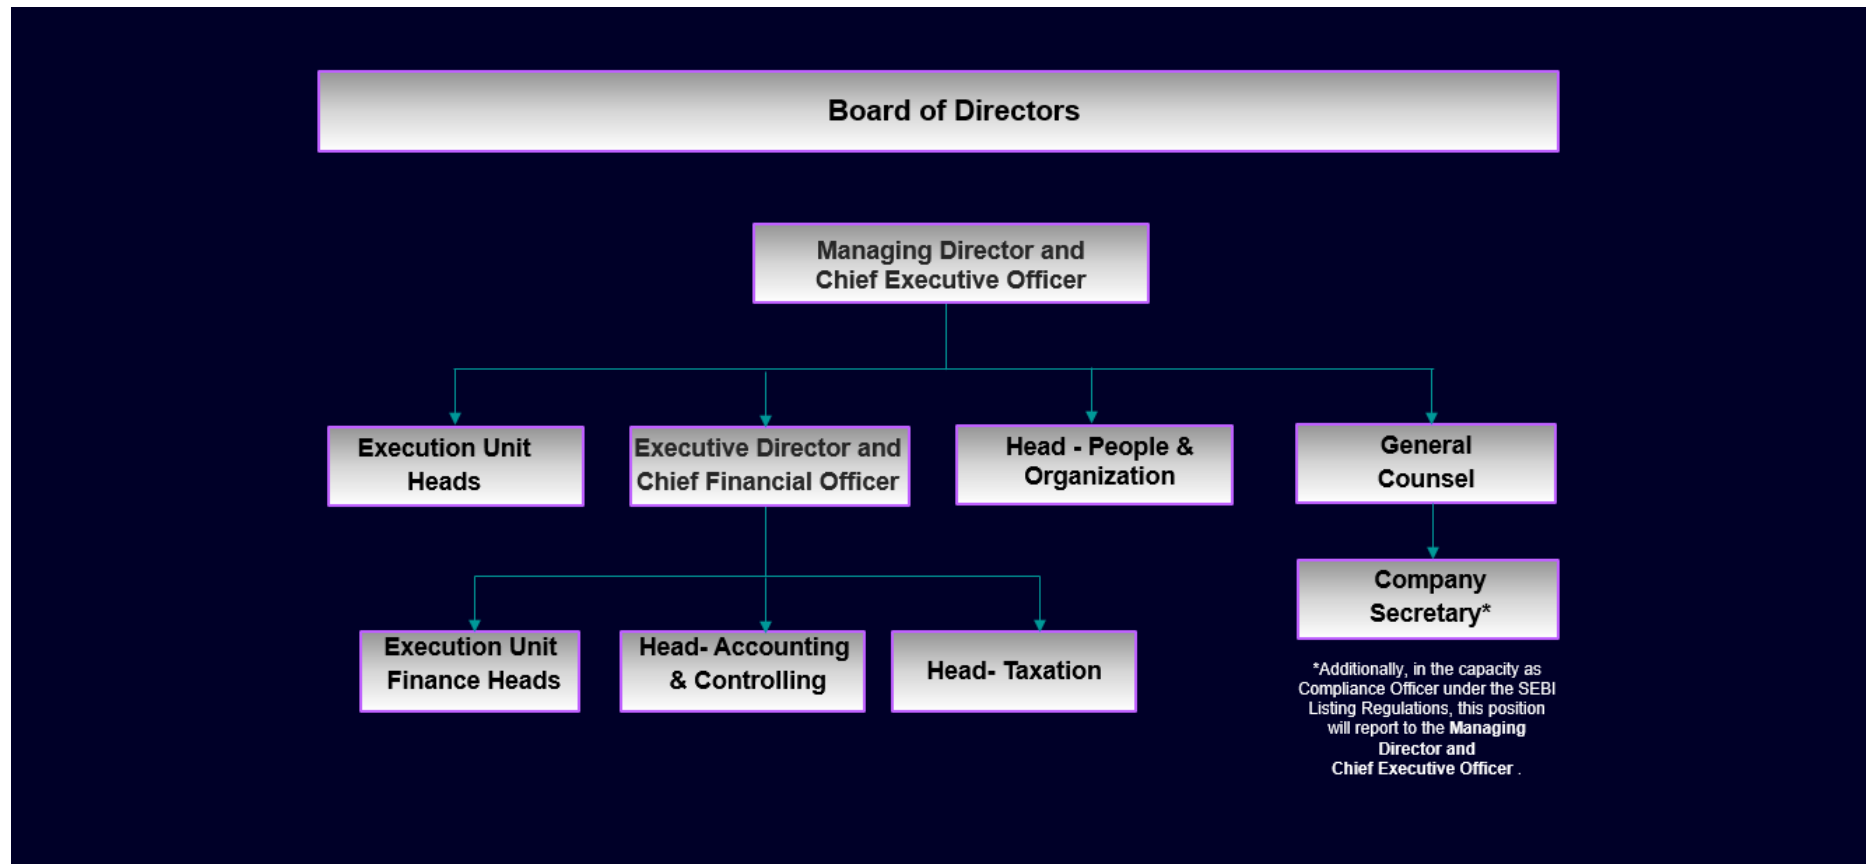 Board of Directors
Managing Director and
Chief Executive Officer
Execution Unit
Heads
Executive Director and
Chief Financial Officer
Head - People &
Organization
General
Counsel
Company
Secretary*
Execution Unit
Finance Heads
Head- Accounting
& Controlling
Head- Taxation
*Additionally, in the capacity as
Compliance Officer under the SEBI
Listing Regulations, this position
will report to the Managing
Director and
Chief Executive Officer .